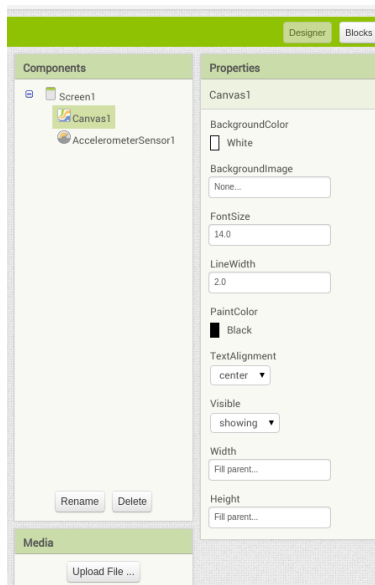 Designer
Blocks
Components
Screen1
Canvas1
AccelerometerSensor1
Rename
Delete
Media
Upload File ...
Properties
Canvas1
BackgroundColor
White
BackgroundImage
None...
FontSize
14.0
LineWidth
2.0
PaintColor
Black
TextAlignment
center
Visible
showing
Width
Fill parent...
Height
Fill parent...